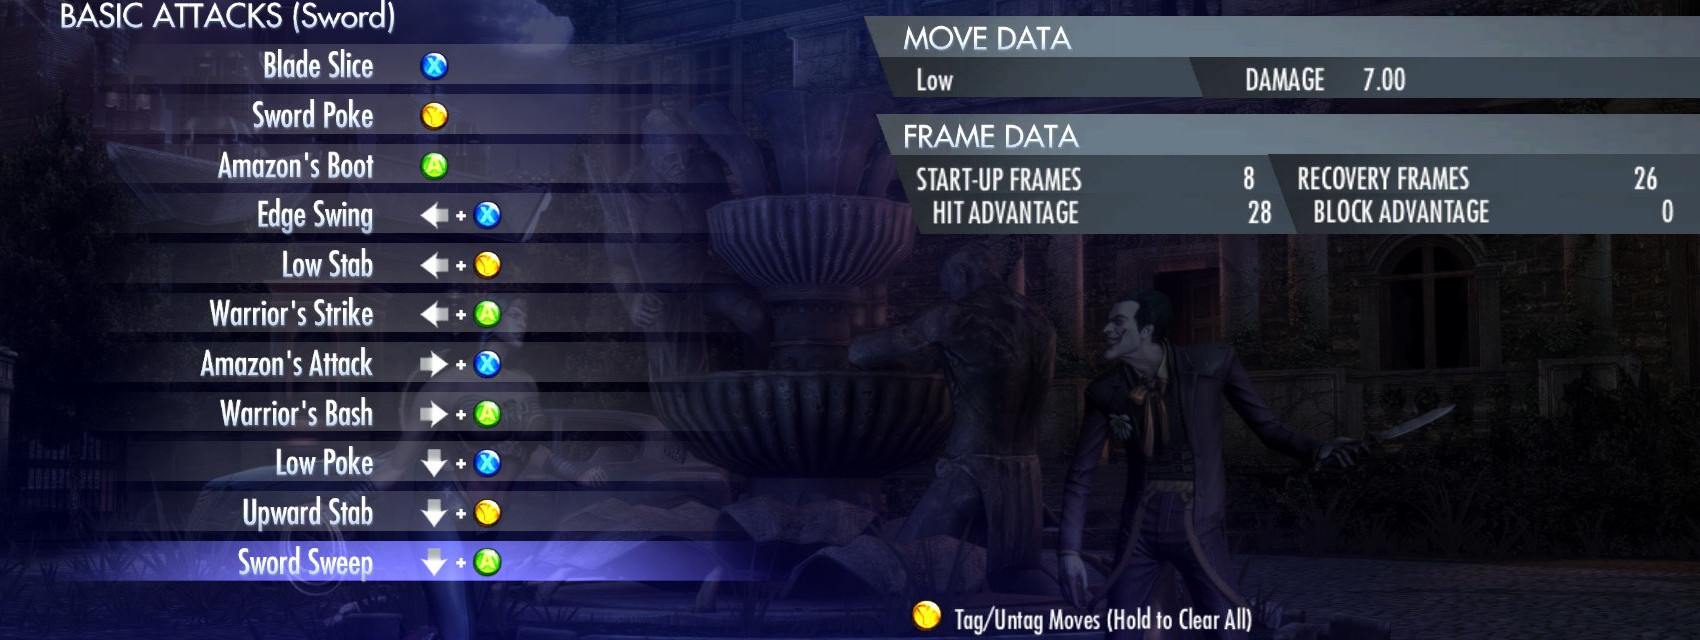 BASIC ATTACKS (Sword)
Blade Slice X
Sword Poke Y
Amazon's Boot A
Edge Swing + X
Low Stab + Y
Warrior's Strike + A
Amazon's Attack + X
Warrior's Bash + A
Low Poke + X
Upward Stab + Y
Sword Sweep + A
MOVE DATA
Low DAMAGE 7.00
FRAME DATA
START-UP FRAMES 8 RECOVERY FRAMES 26
HIT ADVANTAGE 28 BLOCK ADVANTAGE 0
Y Tag/Untag Moves (Hold to Clear All)